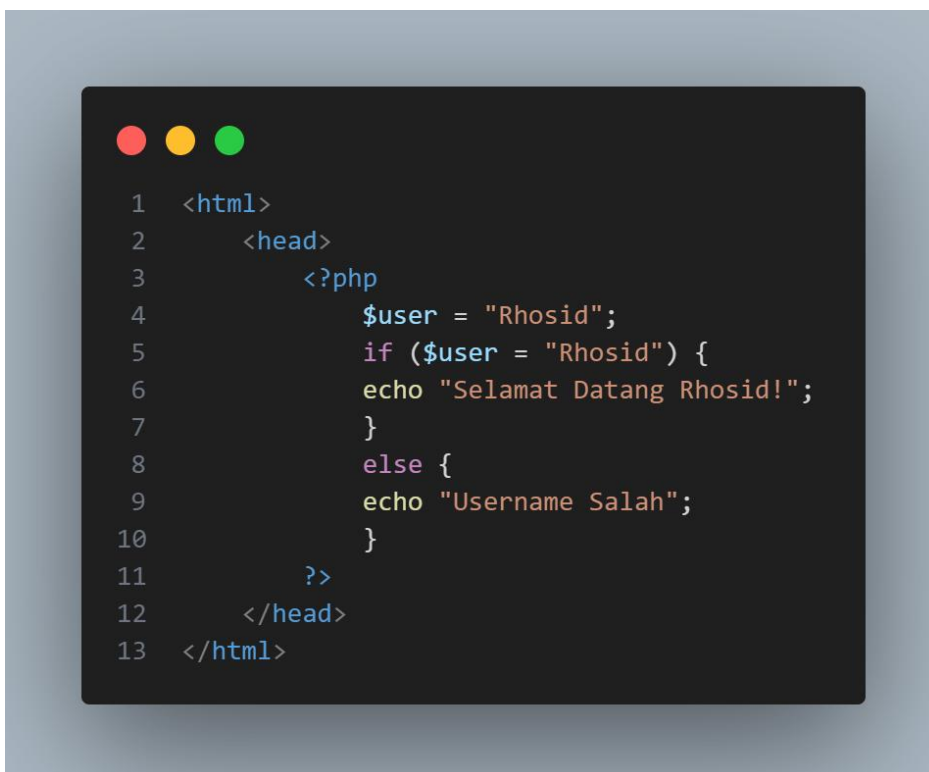 1 <html>
2     <head>
3         <?php
4             $user = "Rhosid";
5             if ($user = "Rhosid") {
6             echo "Selamat Datang Rhosid!";
7             }
8             else {
9             echo "Username Salah";
10             }
11         ?>
12     </head>
13 </html>